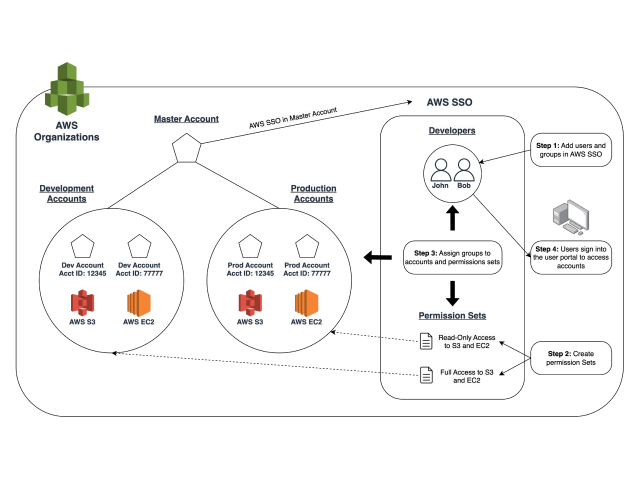 AWS
Organizations
Master Account
AWS SSO in Master Account
AWS SSO
Developers
John Bob
Step 1: Add users and
groups in AWS SSO
Development
Accounts
Production
Accounts
Dev Account
Acct ID: 12345
Dev Account
Acct ID: 77777
AWS S3
AWS EC2
Prod Account
Acct ID: 12345
Prod Account
Acct ID: 77777
AWS S3
AWS EC2
Step 3: Assign groups to
accounts and permissions sets
Step 4: Users sign into
the user portal to access
accounts
Permission Sets
Read-Only Access
to S3 and EC2
Full Access to S3
and EC2
Step 2: Create
permission Sets